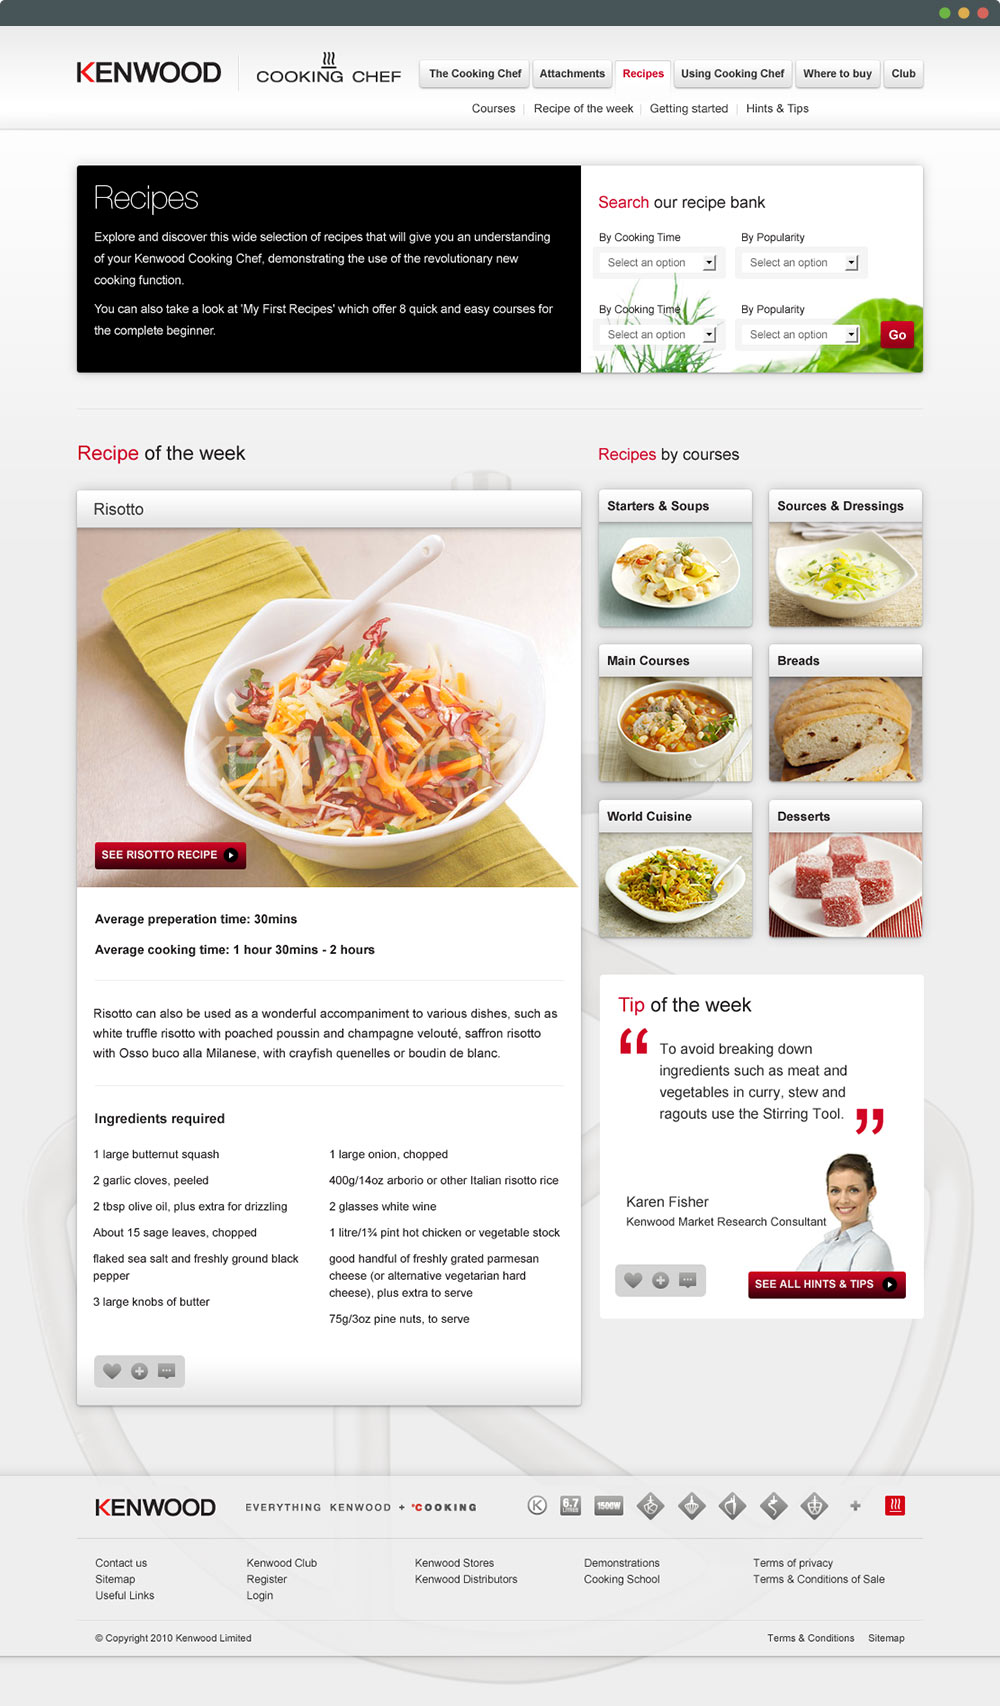 KENWOOD
COOKING CHEF
The Cooking Chef
Attachments
Recipes
Using Cooking Chef
Where to buy
Club
Courses
Recipe of the week
Getting started
Hints & Tips
Recipes
Explore and discover this wide selection of recipes that will give you an understanding
of your Kenwood Cooking Chef, demonstrating the use of the revolutionary new
cooking function.
You can also take a look at 'My First Recipes' which offer 8 quick and easy courses for
the complete beginner.
Search our recipe bank
By Cooking Time
By Popularity
Select an option
Select an option
By Cooking Time
By Popularity
Select an option
Select an option
Go
Recipe of the week
Risotto
KENWOOD
SEE RISOTTO RECIPE
Average preperation time: 30mins
Average cooking time: 1 hour 30mins - 2 hours
Risotto can also be used as a wonderful accompaniment to various dishes, such as
white truffle risotto with poached poussin and champagne velouté, saffron risotto
with Osso buco alla Milanese, with crayfish quenelles or boudin de blanc.
Ingredients required
1 large butternut squash
2 garlic cloves, peeled
2 tbsp olive oil, plus extra for drizzling
About 15 sage leaves, chopped
flaked sea salt and freshly ground black
pepper
3 large knobs of butter
1 large onion, chopped
400g/14oz arborio or other Italian risotto rice
2 glasses white wine
1 litre/1¾ pint hot chicken or vegetable stock
good handful of freshly grated parmesan
cheese (or alternative vegetarian hard
cheese), plus extra to serve
75g/3oz pine nuts, to serve
Recipes by courses
Starters & Soups
Sources & Dressings
Main Courses
Breads
World Cuisine
Desserts
Tip of the week
“ To avoid breaking down
ingredients such as meat and
vegetables in curry, stew and
ragouts use the Stirring Tool. ”
Karen Fisher
Kenwood Market Research Consultant
SEE ALL HINTS & TIPS
KENWOOD
EVERYTHING KENWOOD + °COOKING
K
6.7
LITRES
1500W
+
Contact us
Sitemap
Useful Links
Kenwood Club
Register
Login
Kenwood Stores
Kenwood Distributors
Demonstrations
Cooking School
Terms of privacy
Terms & Conditions of Sale
© Copyright 2010 Kenwood Limited
Terms & Conditions
Sitemap